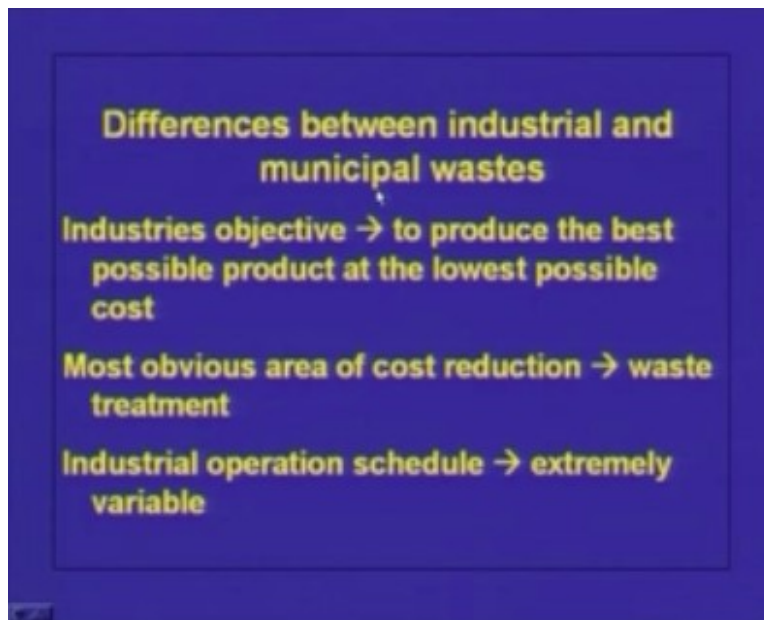 Differences between industrial and
municipal wastes
Industries objective → to produce the best
possible product at the lowest possible
cost
Most obvious area of cost reduction → waste
treatment
Industrial operation schedule → extremely
variable